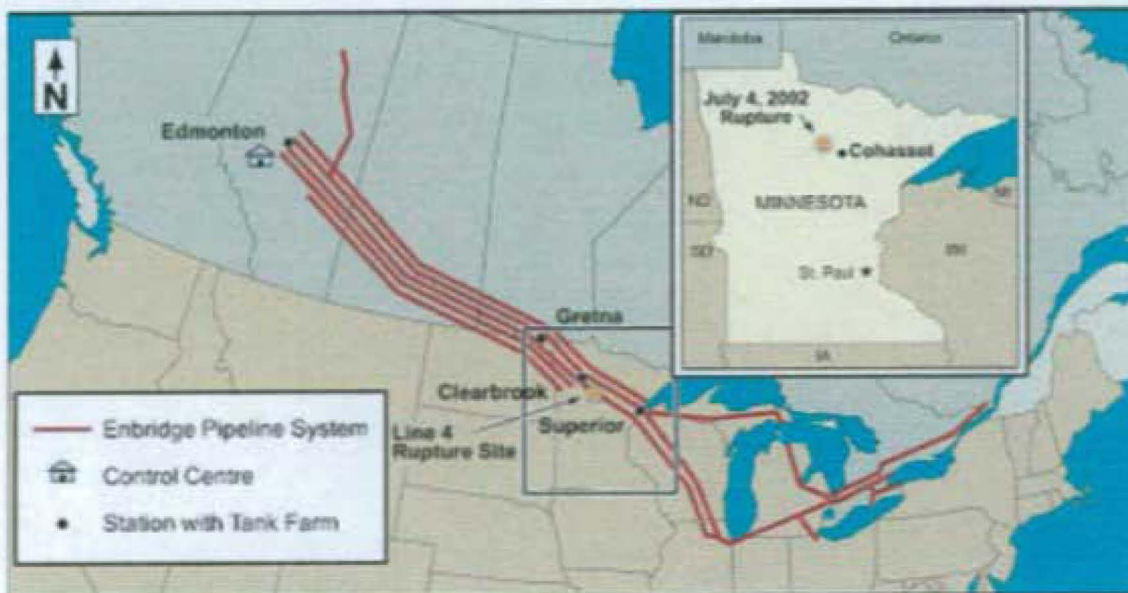 N
Edmonton
Gretna
Clearbrook
Superior
Line 4
Rupture Site
Enbridge Pipeline System
Control Centre
Station with Tank Farm
Manitoba
Ontario
July 4, 2002
Rupture
Cohasset
MINNESOTA
ND
SD
St. Paul
IA